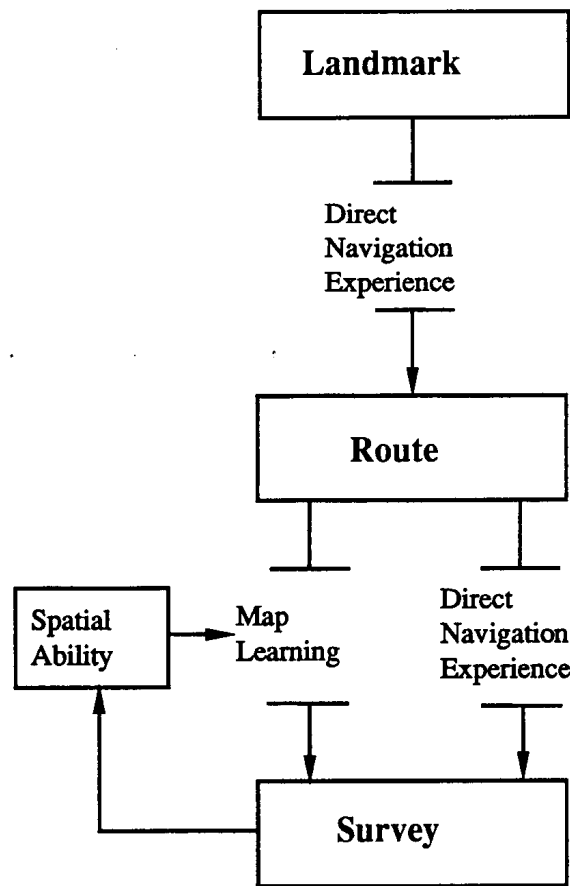 Landmark
Direct
Navigation
Experience
Route
Spatial
Ability
Map
Learning
Direct
Navigation
Experience
Survey